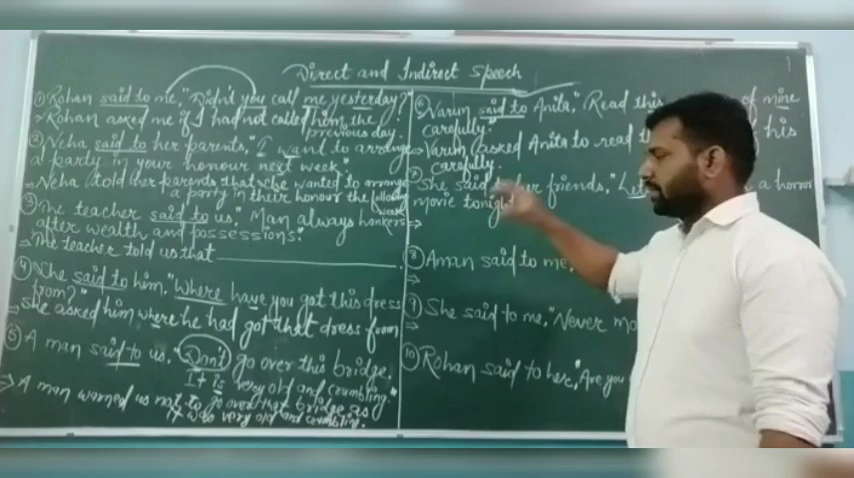 Direct and Indirect Speech
① Rohan said to me, "Didn't you call me yesterday?"
⇒ Rohan asked me if I had not called him the
previous day.
② Neha said to her parents, "I want to arrange
a party in your honour next week."
⇒ Neha told her parents that she wanted to arrange
a party in their honour the following
week.
③ The teacher said to us, "Man always hankers
after wealth and possessions."
⇒ The teacher told us that
④ She said to him, "Where have you got this dress
from?"
⇒ She asked him where he had got that dress from
⑤ A man said to us, "Don't go over this bridge.
It is very old and crumbling."
⇒ A man warned us not to go over that bridge as
it was very old and crumbling.
⑥ Varun said to Anita, "Read this of mine
carefully."
⇒ Varun asked Anita to read his
carefully.
⑦ She said to her friends, "Let a horror
movie tonight
⇒
⑧ Aman said to me,
⇒
⑨ She said to me, "Never
⇒
⑩ Rohan said to her, "Are you